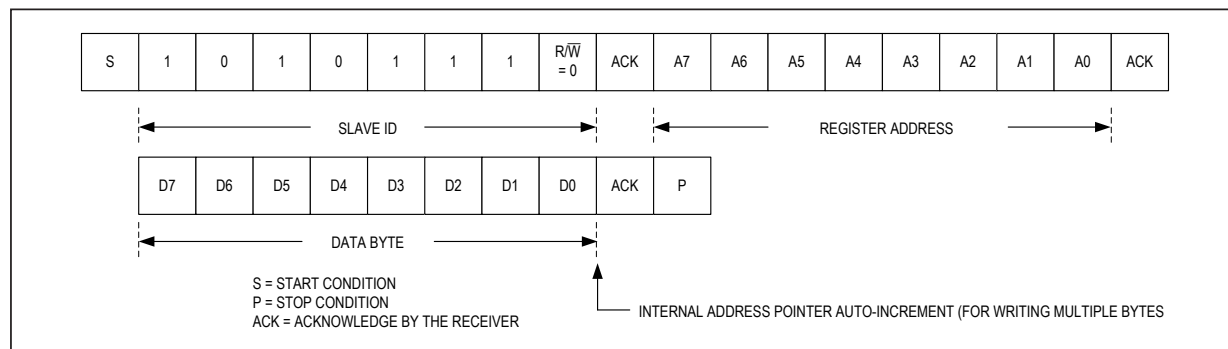 S 1 0 1 0 1 1 1 R/W̅ = 0 ACK A7 A6 A5 A4 A3 A2 A1 A0 ACK
SLAVE ID REGISTER ADDRESS
D7 D6 D5 D4 D3 D2 D1 D0 ACK P
DATA BYTE
S = START CONDITION
P = STOP CONDITION
ACK = ACKNOWLEDGE BY THE RECEIVER
INTERNAL ADDRESS POINTER AUTO-INCREMENT (FOR WRITING MULTIPLE BYTES